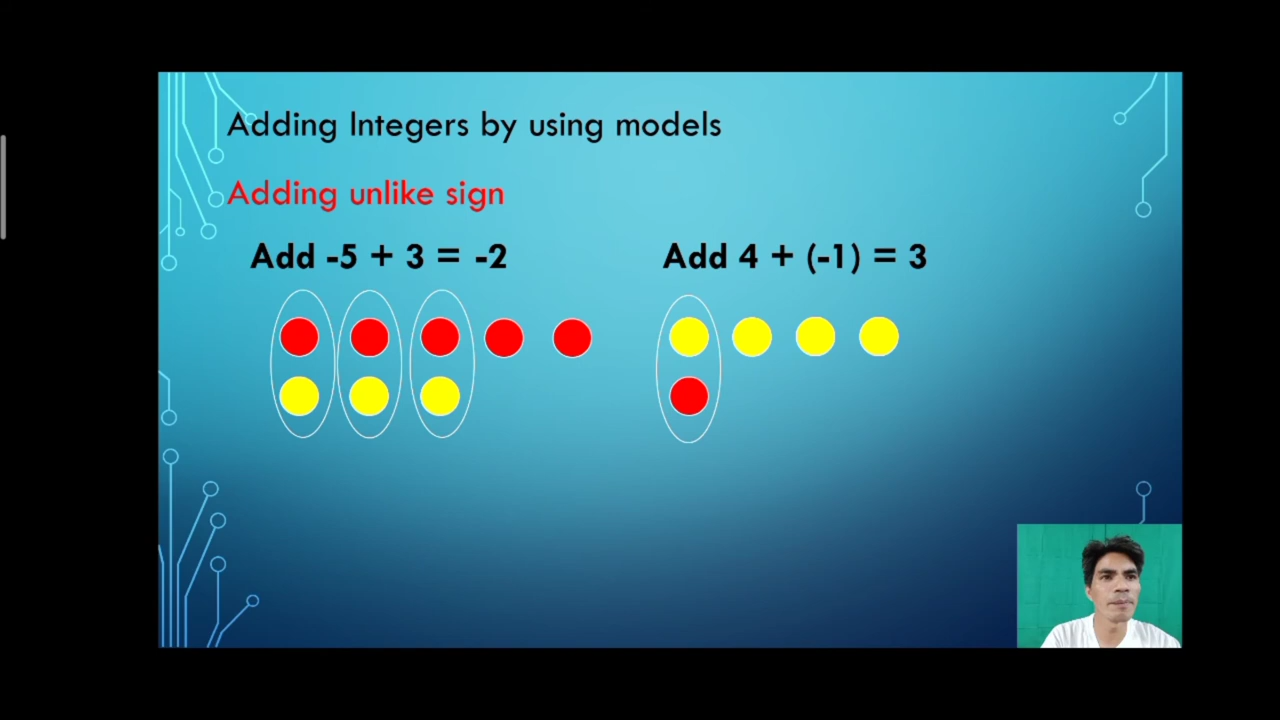 Adding Integers by using models
Adding unlike sign
Add -5 + 3 = -2
Add 4 + (-1) = 3